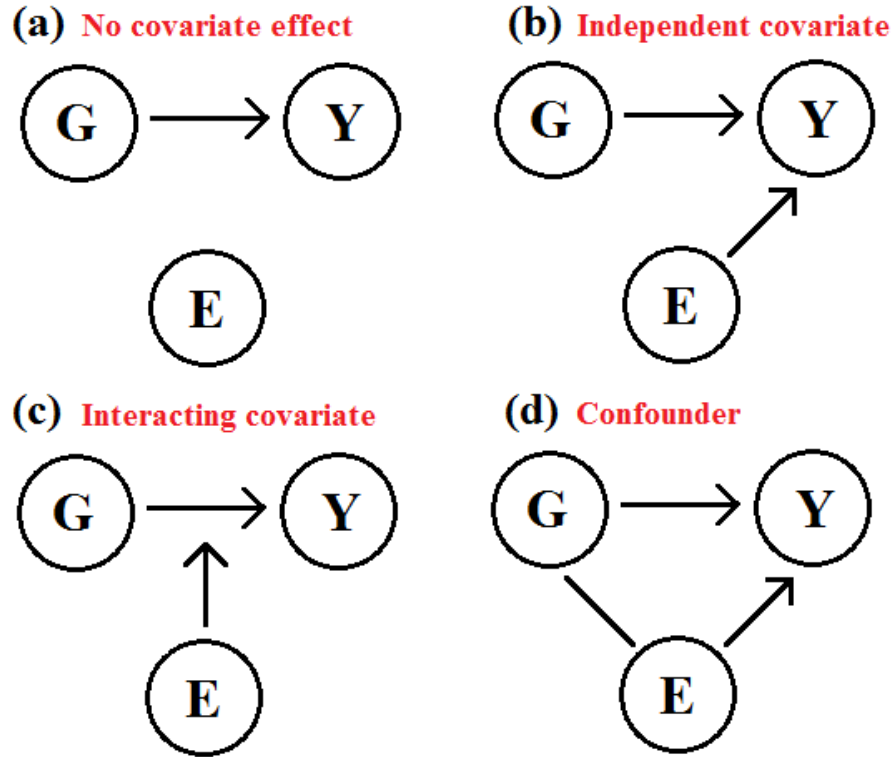 (a) No covariate effect
G Y
E
(b) Independent covariate
G Y
E
(c) Interacting covariate
G Y
E
(d) Confounder
G Y
E